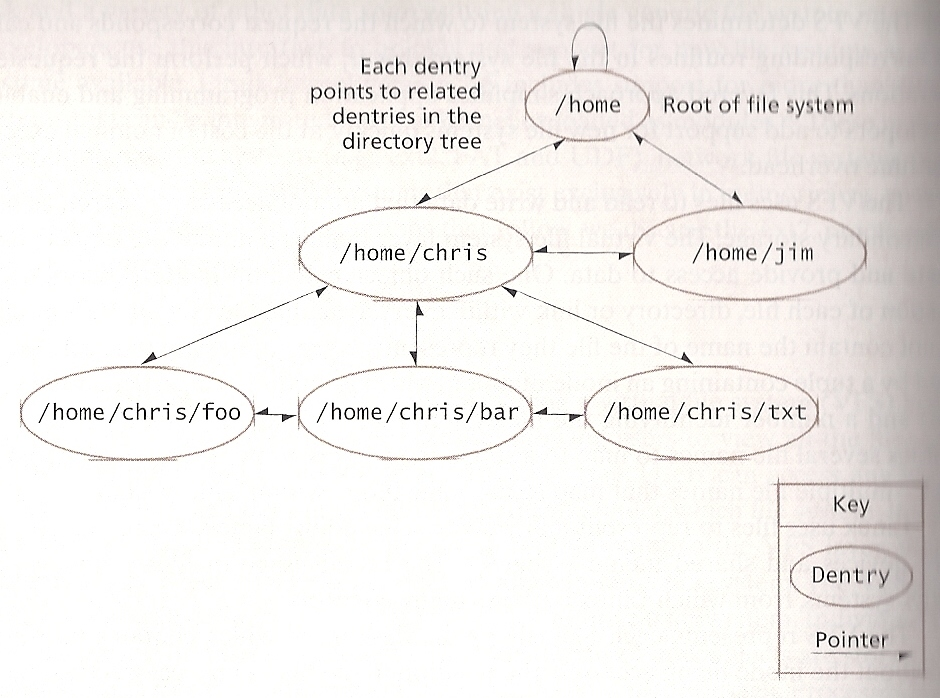 Each dentry
points to related
dentries in the
directory tree
/home
Root of file system
/home/chris
/home/jim
/home/chris/foo
/home/chris/bar
/home/chris/txt
Key
Dentry
Pointer